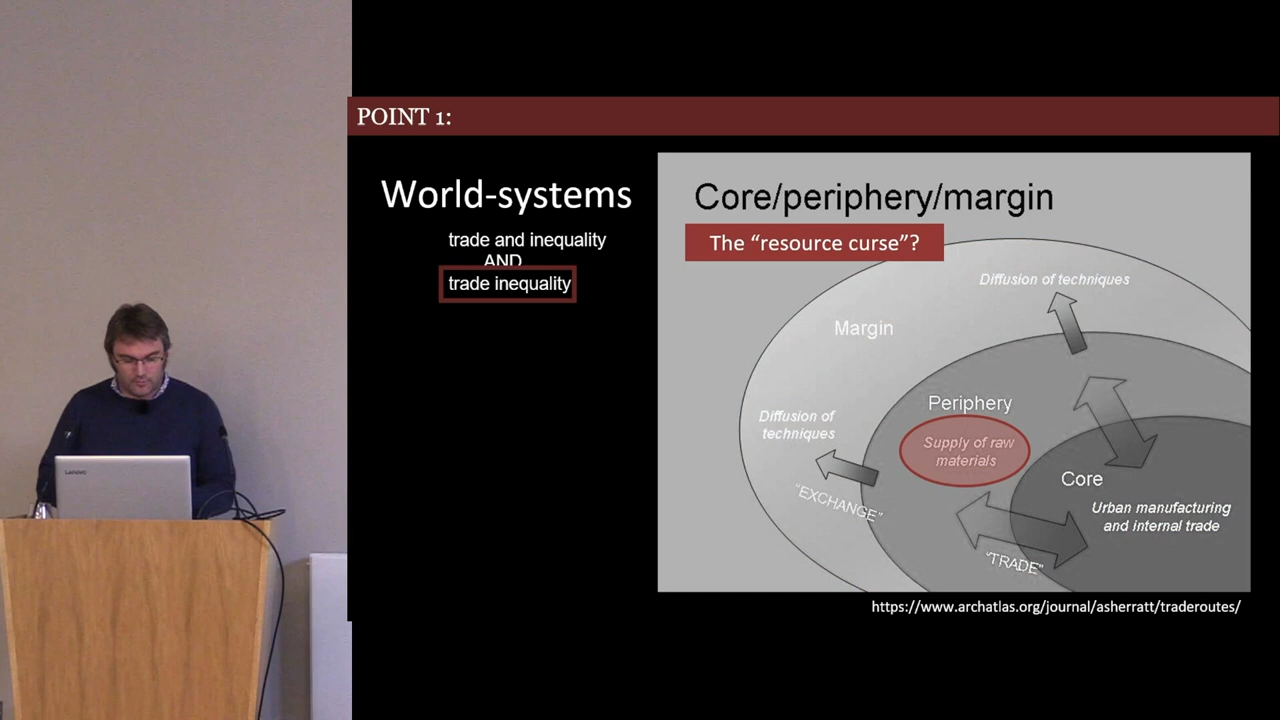 POINT 1:
World-systems
trade and inequality
AND
trade inequality
Core/periphery/margin
The “resource curse”?
Diffusion of techniques
Margin
Periphery
Diffusion of
techniques
Supply of raw
materials
Core
"EXCHANGE"
Urban manufacturing
and internal trade
"TRADE"
https://www.archatlas.org/journal/asherratt/traderoutes/
Lenovo